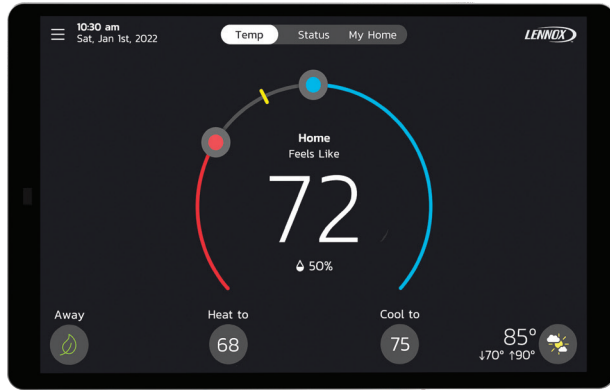 10:30 am
Sat, Jan 1st, 2022
Temp
Status
My Home
LENNOX
Home
Feels Like
72
50%
Away
Heat to
68
Cool to
75
85°
↓70° ↑90°